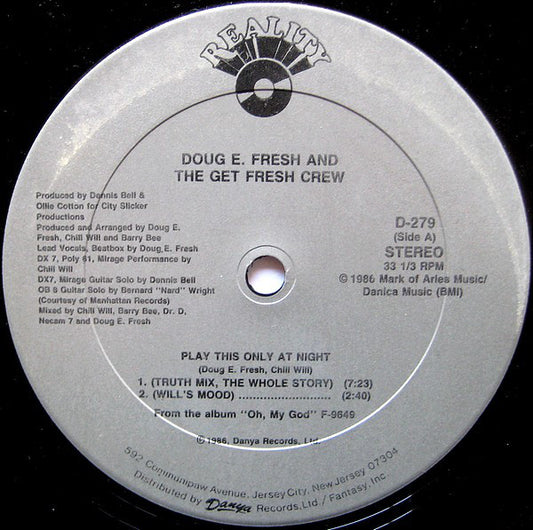 REALITY
DOUG E. FRESH AND
THE GET FRESH CREW
Produced by Dennis Bell &
Ollie Cotton for City Slicker
Productions
Produced and Arranged by Doug E.
Fresh, Chill Will and Barry Bee
Lead Vocals, Beatbox by Doug E. Fresh
DX 7, Poly 61, Mirage Performance by
Chill Will
DX7, Mirage Guitar Solo by Dennis Bell
OB 8 Guitar Solo by Bernard "Nard" Wright
(Courtesy of Manhattan Records)
Mixed by Chill Will, Barry Bee, Dr. D,
Necam 7 and Doug E. Fresh
D-279
(Side A)
STEREO
33 1/3 RPM
© 1986 Mark of Aries Music/
Danica Music (BMI)
PLAY THIS ONLY AT NIGHT
(Doug E. Fresh, Chill Will)
1. (TRUTH MIX, THE WHOLE STORY) (7:23)
2. (WILL'S MOOD) ........................ (2:40)
From the album "Oh, My God" F-9649
℗ 1986, Danya Records, Ltd.
592 Communipaw Avenue, Jersey City, New Jersey 07304
Distributed by Danya Records, Ltd. / Fantasy, Inc.